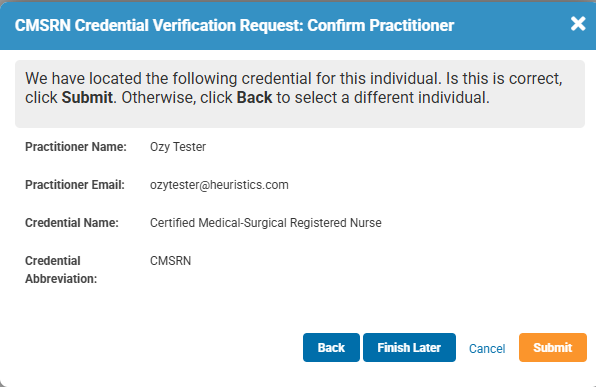 CMSRN Credential Verification Request: Confirm Practitioner
We have located the following credential for this individual. Is this is correct,
click Submit. Otherwise, click Back to select a different individual.
Practitioner Name: Ozy Tester
Practitioner Email: ozytester@heuristics.com
Credential Name: Certified Medical-Surgical Registered Nurse
Credential CMSRN
Abbreviation:
Back Finish Later Cancel Submit